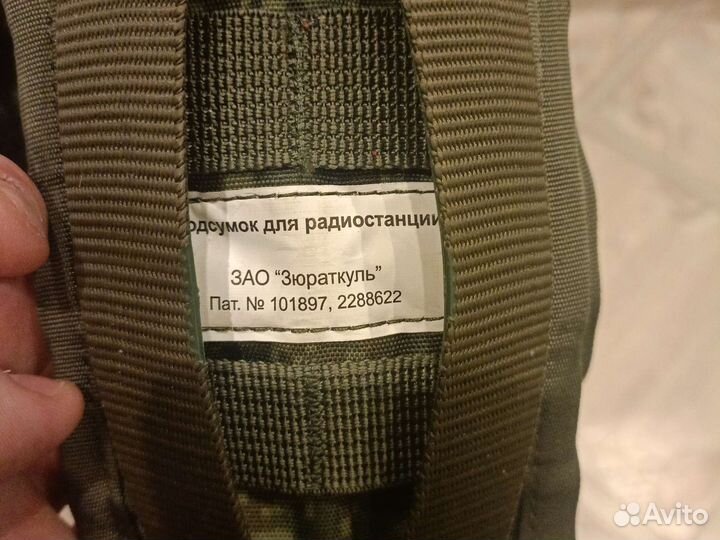 одсумок для радиостанции
ЗАО "Зюраткуль"
Пат. № 101897, 2288622
Avito